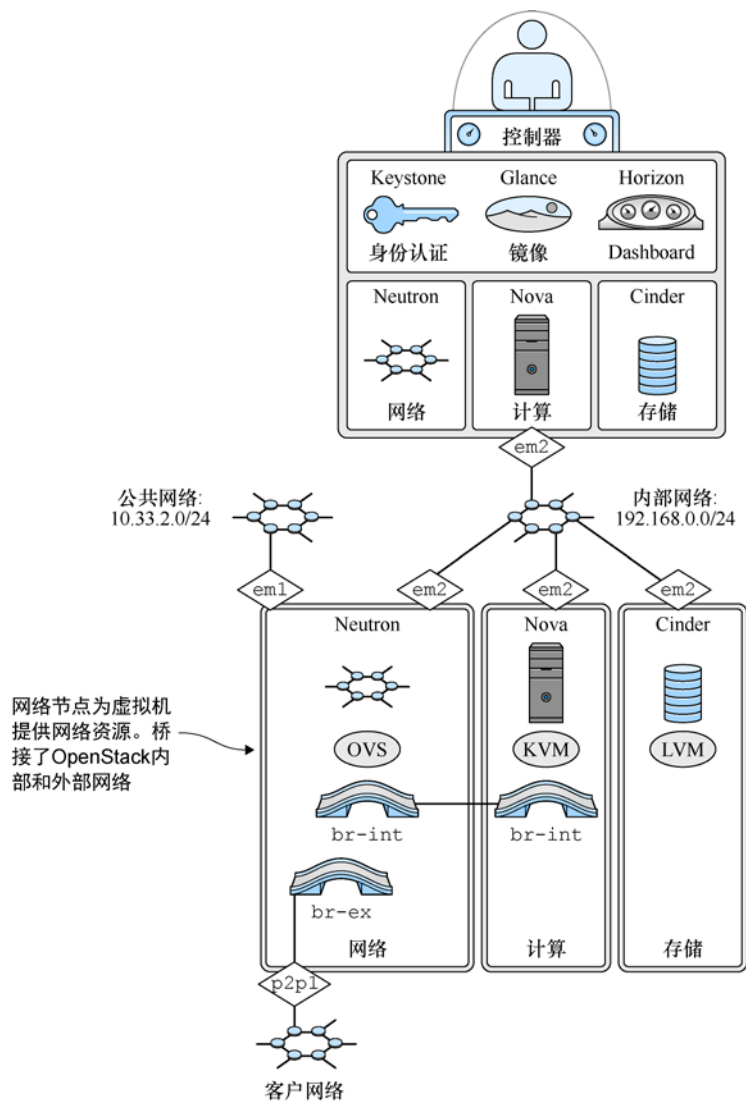 控制器
Keystone
Glance
Horizon
身份认证
镜像
Dashboard
Neutron
Nova
Cinder
网络
计算
存储
em2
公共网络:
10.33.2.0/24
内部网络:
192.168.0.0/24
em1
em2
em2
em2
Neutron
Nova
Cinder
网络节点为虚拟机
提供网络资源。桥
接了OpenStack内
部和外部网络
OVS
KVM
LVM
br-int
br-int
br-ex
网络
计算
存储
p2p1
客户网络